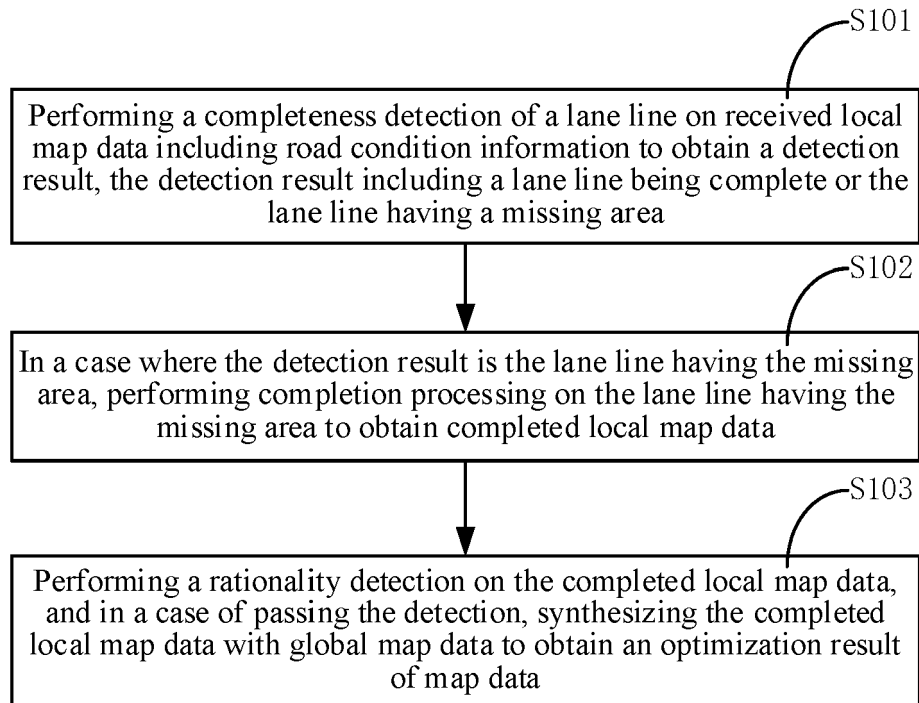 S101
Performing a completeness detection of a lane line on received local
map data including road condition information to obtain a detection
result, the detection result including a lane line being complete or the
lane line having a missing area
S102
In a case where the detection result is the lane line having the missing
area, performing completion processing on the lane line having the
missing area to obtain completed local map data
S103
Performing a rationality detection on the completed local map data,
and in a case of passing the detection, synthesizing the completed
local map data with global map data to obtain an optimization result
of map data